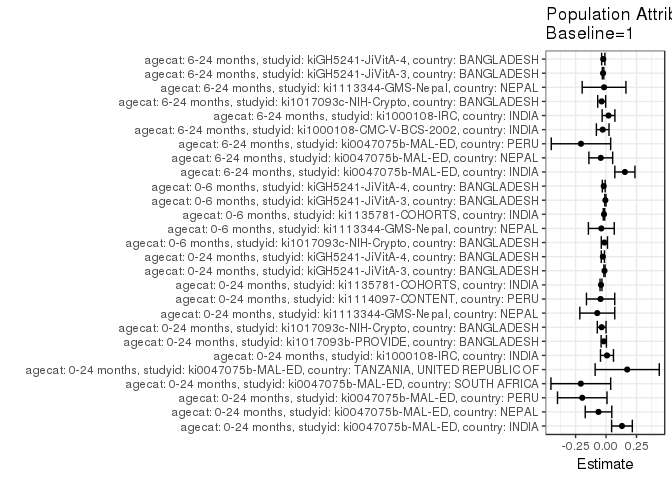 Population Attrib
Baseline=1
agecat: 6-24 months, studyid: kiGH5241-JiVitA-4, country: BANGLADESH
agecat: 6-24 months, studyid: kiGH5241-JiVitA-3, country: BANGLADESH
agecat: 6-24 months, studyid: ki1113344-GMS-Nepal, country: NEPAL
agecat: 6-24 months, studyid: ki1017093c-NIH-Crypto, country: BANGLADESH
agecat: 6-24 months, studyid: ki1000108-IRC, country: INDIA
agecat: 6-24 months, studyid: ki1000108-CMC-V-BCS-2002, country: INDIA
agecat: 6-24 months, studyid: ki0047075b-MAL-ED, country: PERU
agecat: 6-24 months, studyid: ki0047075b-MAL-ED, country: NEPAL
agecat: 6-24 months, studyid: ki0047075b-MAL-ED, country: INDIA
agecat: 0-6 months, studyid: kiGH5241-JiVitA-4, country: BANGLADESH
agecat: 0-6 months, studyid: kiGH5241-JiVitA-3, country: BANGLADESH
agecat: 0-6 months, studyid: ki1135781-COHORTS, country: INDIA
agecat: 0-6 months, studyid: ki1113344-GMS-Nepal, country: NEPAL
agecat: 0-6 months, studyid: ki1017093c-NIH-Crypto, country: BANGLADESH
agecat: 0-24 months, studyid: kiGH5241-JiVitA-4, country: BANGLADESH
agecat: 0-24 months, studyid: kiGH5241-JiVitA-3, country: BANGLADESH
agecat: 0-24 months, studyid: ki1135781-COHORTS, country: INDIA
agecat: 0-24 months, studyid: ki1114097-CONTENT, country: PERU
agecat: 0-24 months, studyid: ki1113344-GMS-Nepal, country: NEPAL
agecat: 0-24 months, studyid: ki1017093c-NIH-Crypto, country: BANGLADESH
agecat: 0-24 months, studyid: ki1017093b-PROVIDE, country: BANGLADESH
agecat: 0-24 months, studyid: ki1000108-IRC, country: INDIA
agecat: 0-24 months, studyid: ki0047075b-MAL-ED, country: TANZANIA, UNITED REPUBLIC OF
agecat: 0-24 months, studyid: ki0047075b-MAL-ED, country: SOUTH AFRICA
agecat: 0-24 months, studyid: ki0047075b-MAL-ED, country: PERU
agecat: 0-24 months, studyid: ki0047075b-MAL-ED, country: NEPAL
agecat: 0-24 months, studyid: ki0047075b-MAL-ED, country: INDIA
-0.25 0.00 0.25
Estimate